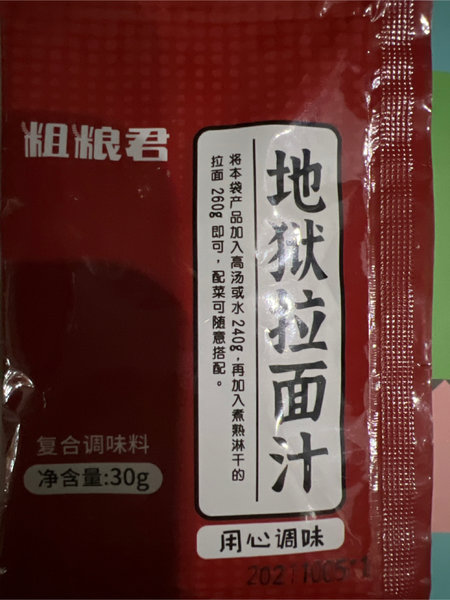 粗粮君
地狱拉面汁
将本袋产品加入高汤或水240g,再加入煮熟淋干的
拉面260g即可,配菜可随意搭配。
复合调味料
净含量:30g
用心调味